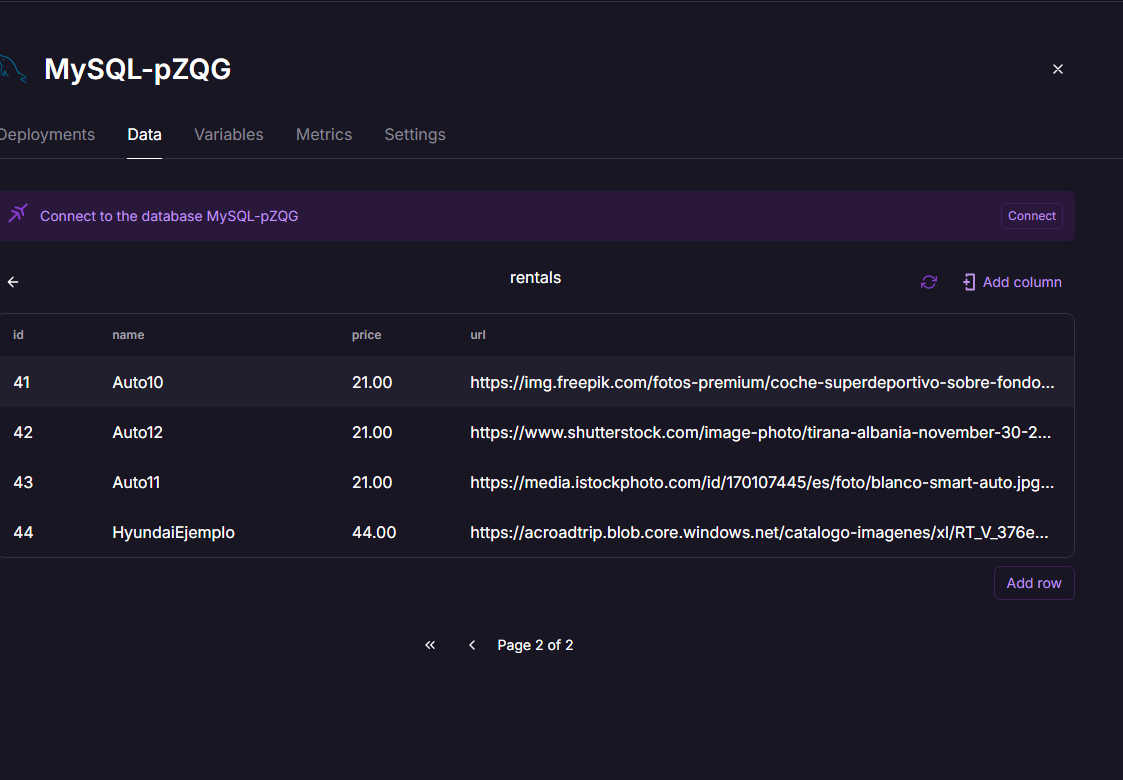 MySQL-pZQG
Deployments Data Variables Metrics Settings
Connect to the database MySQL-pZQG Connect
rentals Add column
id name price url
41 Auto10 21.00 https://img.freepik.com/fotos-premium/coche-superdeportivo-sobre-fondo...
42 Auto12 21.00 https://www.shutterstock.com/image-photo/tirana-albania-november-30-2...
43 Auto11 21.00 https://media.istockphoto.com/id/170107445/es/foto/blanco-smart-auto.jpg...
44 HyundaiEjemplo 44.00 https://acroadtrip.blob.core.windows.net/catalogo-imagenes/xl/RT_V_376e...
Add row
« ‹ Page 2 of 2